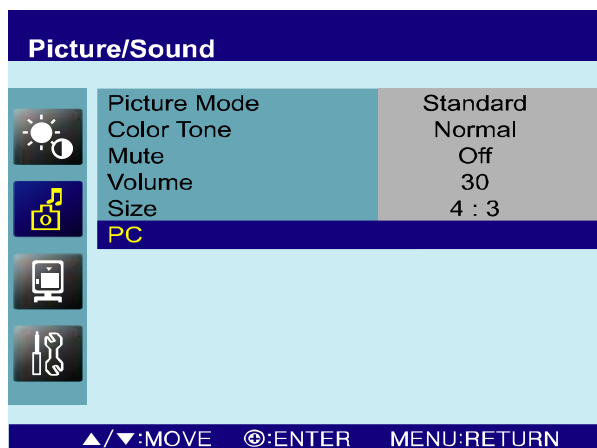 Picture/Sound
Picture Mode Standard
Color Tone Normal
Mute Off
Volume 30
Size 4 : 3
PC
▲/▼:MOVE ⊕:ENTER MENU:RETURN